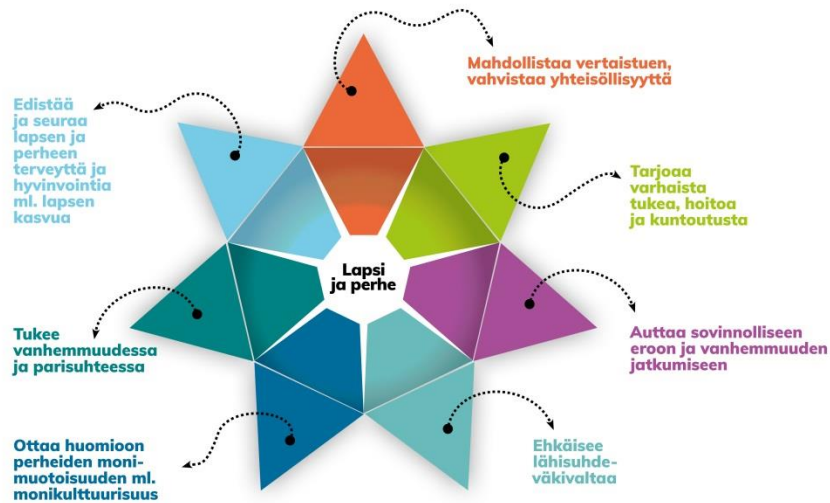 Mahdollistaa vertaistuen,
vahvistaa yhteisöllisyyttä
Edistää
ja seuraa
lapsen ja
perheen
terveyttä ja
hyvinvointia
ml. lapsen
kasvua
Tarjoaa
varhaista
tukea, hoitoa
ja kuntoutusta
Lapsi
ja perhe
Tukee
vanhemmuudessa
ja parisuhteessa
Auttaa sovinnolliseen
eroon ja vanhemmuuden
jatkumiseen
Ottaa huomioon
perheiden moni-
muotoisuuden ml.
monikulttuurisuus
Ehkäisee
lähisuhde-
väkivaltaa